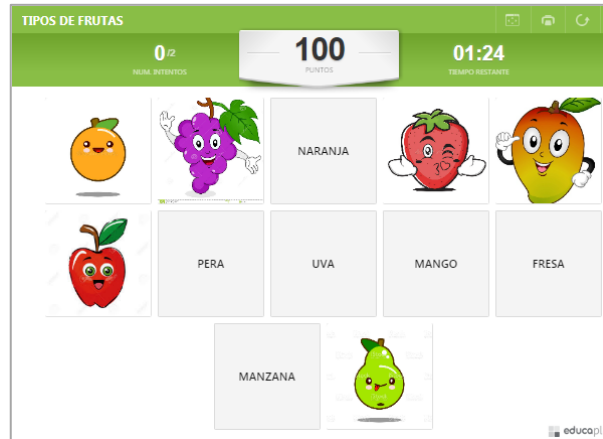 TIPOS DE FRUTAS
0/2
NUM. INTENTOS
100
PUNTOS
01:24
TIEMPO RESTANTE
NARANJA
PERA
UVA
MANGO
FRESA
MANZANA
educapl